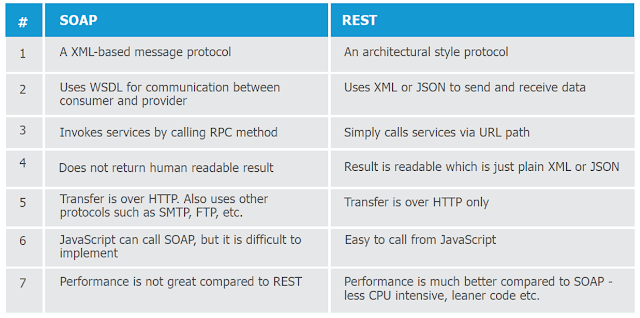 # SOAP REST
1 A XML-based message protocol An architectural style protocol
2 Uses WSDL for communication between Uses XML or JSON to send and receive data
consumer and provider
3 Invokes services by calling RPC method Simply calls services via URL path
4 Does not return human readable result Result is readable which is just plain XML or JSON
5 Transfer is over HTTP. Also uses other Transfer is over HTTP only
protocols such as SMTP, FTP, etc.
6 JavaScript can call SOAP, but it is difficult to Easy to call from JavaScript
implement
7 Performance is not great compared to REST Performance is much better compared to SOAP -
less CPU intensive, leaner code etc.